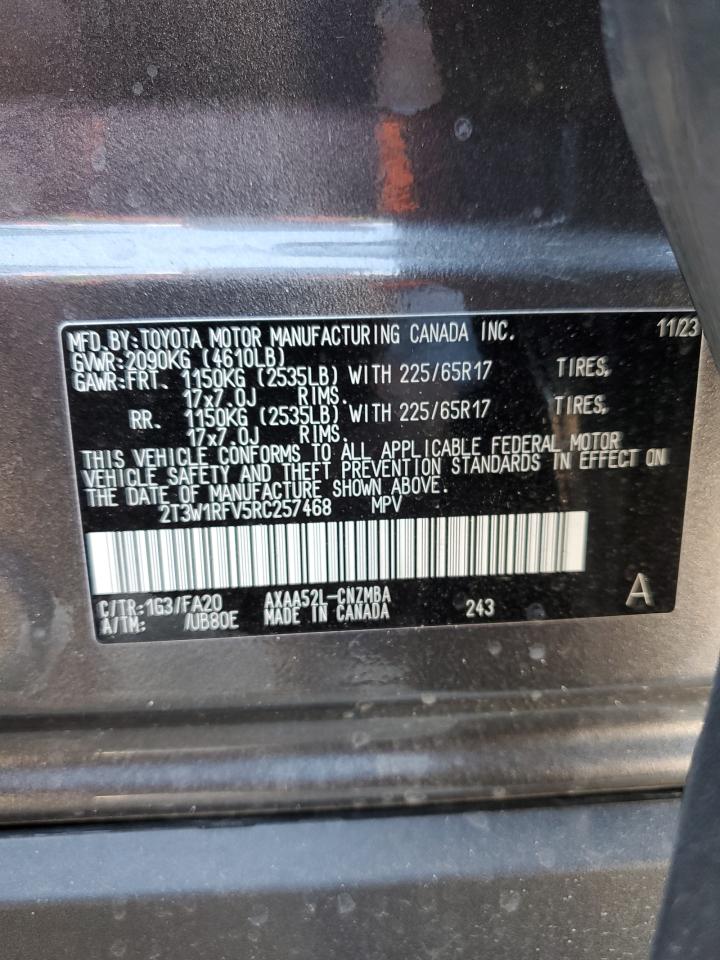 MFD.BY:TOYOTA MOTOR MANUFACTURING CANADA INC. 11/23
GVWR:2090KG (4610LB)
GAWR:FRT. 1150KG (2535LB) WITH 225/65R17 TIRES,
17x7.0J RIMS.
RR. 1150KG (2535LB) WITH 225/65R17 TIRES,
17x7.0J RIMS.
THIS VEHICLE CONFORMS TO ALL APPLICABLE FEDERAL MOTOR
VEHICLE SAFETY AND THEFT PREVENTION STANDARDS IN EFFECT ON
THE DATE OF MANUFACTURE SHOWN ABOVE.
2T3W1RFV5RC257468 MPV
C/TR:1G3/FA20 AXAA52L-CNZMBA
A/TM: /UB80E MADE IN CANADA 243 A